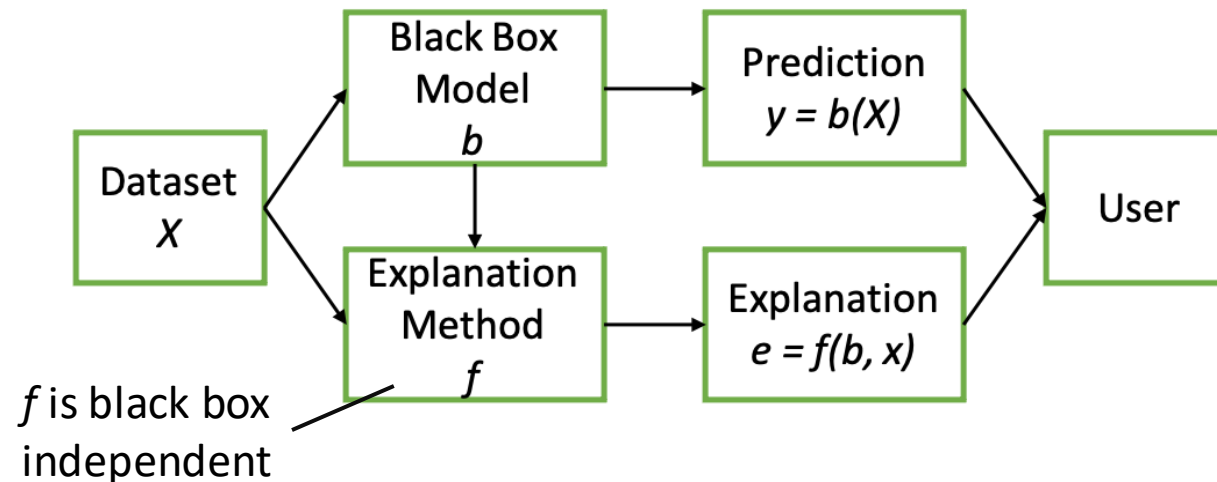 Black Box
Model
b
Prediction
y = b(X)
Dataset
X
User
Explanation
Method
f
Explanation
e = f(b, x)
f is black box
independent